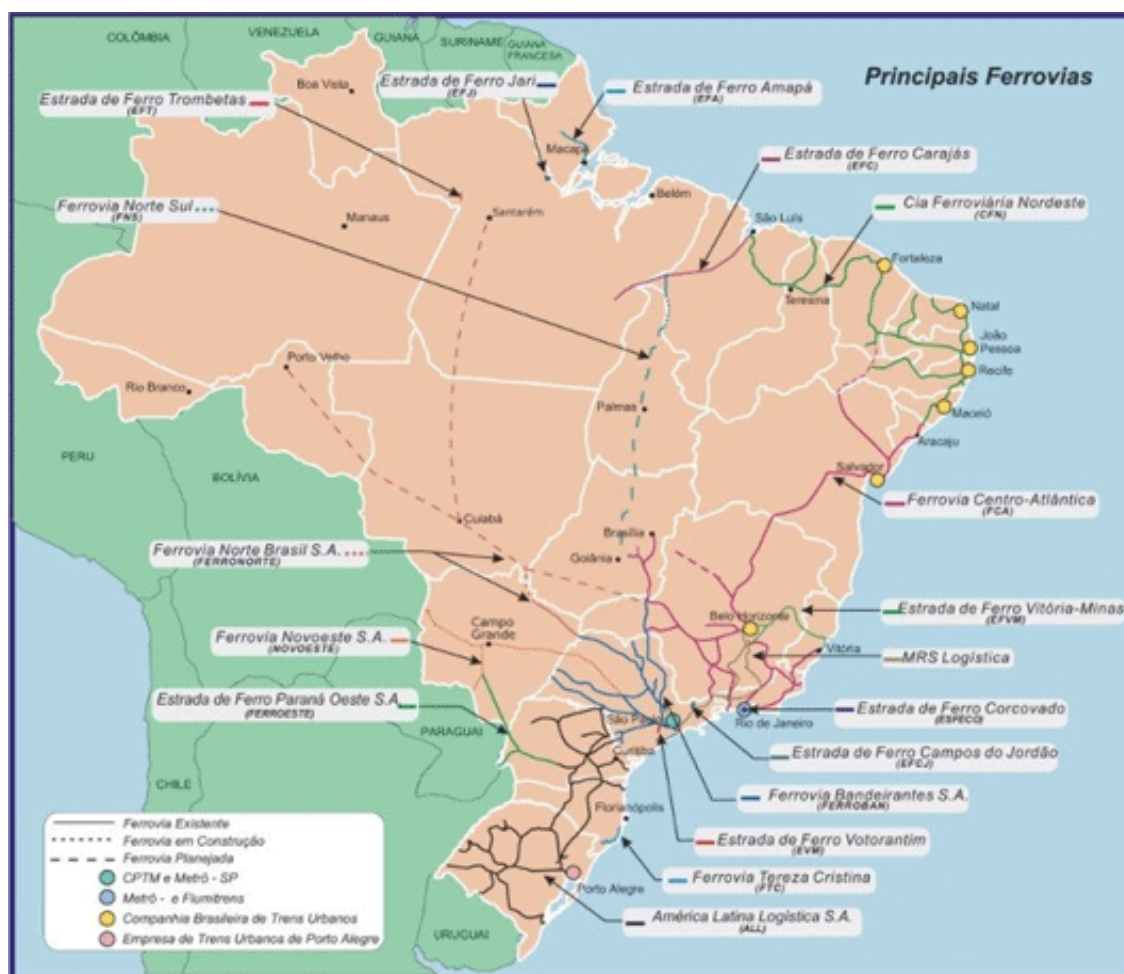 COLÔMBIA
VENEZUELA
GUIANA
SURINAME
GUIANA
FRANCESA
Principais Ferrovias
Boa Vista
Estrada de Ferro Jari
(EFJ)
Estrada de Ferro Amapá
(EFA)
Estrada de Ferro Trombetas
(EFT)
Macapá
Estrada de Ferro Carajás
(EFC)
Belém
Ferrovia Norte Sul
(FNS)
Manaus
Santarém
Cia Ferroviária Nordeste
(CFN)
São Luís
Fortaleza
Teresina
Natal
João
Pessoa
Porto Velho
Recife
Rio Branco
Palmas
Maceió
Aracaju
PERU
BOLÍVIA
Salvador
Ferrovia Centro-Atlântica
(FCA)
Cuiabá
Brasília
Goiânia
Ferrovia Norte Brasil S.A.
(FERRONORTE)
Estrada de Ferro Vitória-Minas
(EFVM)
Belo Horizonte
Campo
Grande
Ferrovia Novoeste S.A.
(NOVOESTE)
Vitória
MRS Logística
Estrada de Ferro Paraná Oeste S.A.
(FERROESTE)
São Paulo
Rio de Janeiro
Estrada de Ferro Corcovado
(ESFECO)
PARAGUAI
Curitiba
Estrada de Ferro Campos do Jordão
(EFCJ)
CHILE
Ferrovia Bandeirantes S.A.
(FERROBAN)
Florianópolis
Estrada de Ferro Votorantim
(EVM)
Ferrovia Tereza Cristina
(FTC)
Porto Alegre
América Latina Logística S.A.
(ALL)
URUGUAI
Ferrovia Existente
Ferrovia em Construção
Ferrovia Planejada
CPTM e Metrô - SP
Metrô - e Flumitrens
Companhia Brasileira de Trens Urbanos
Empresa de Trens Urbanos de Porto Alegre